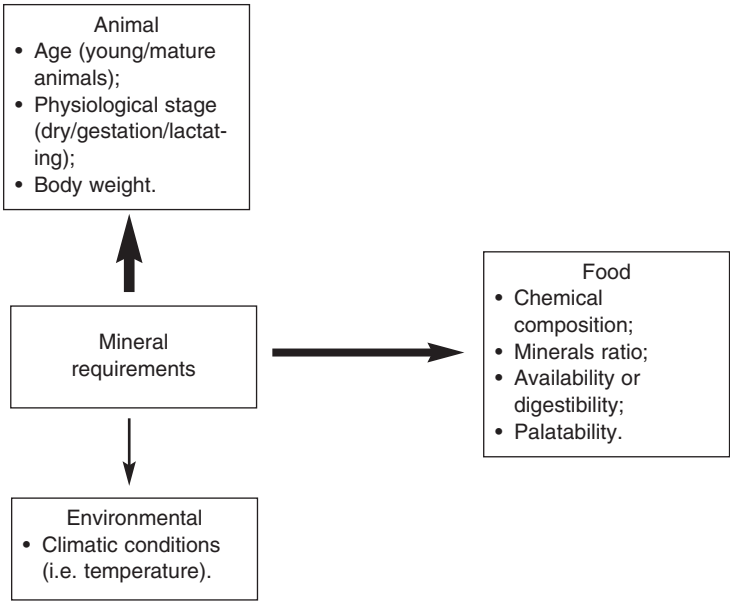 Animal
• Age (young/mature
animals);
• Physiological stage
(dry/gestation/lactat-
ing);
• Body weight.
Mineral
requirements
Food
• Chemical
composition;
• Minerals ratio;
• Availability or
digestibility;
• Palatability.
Environmental
• Climatic conditions
(i.e. temperature).